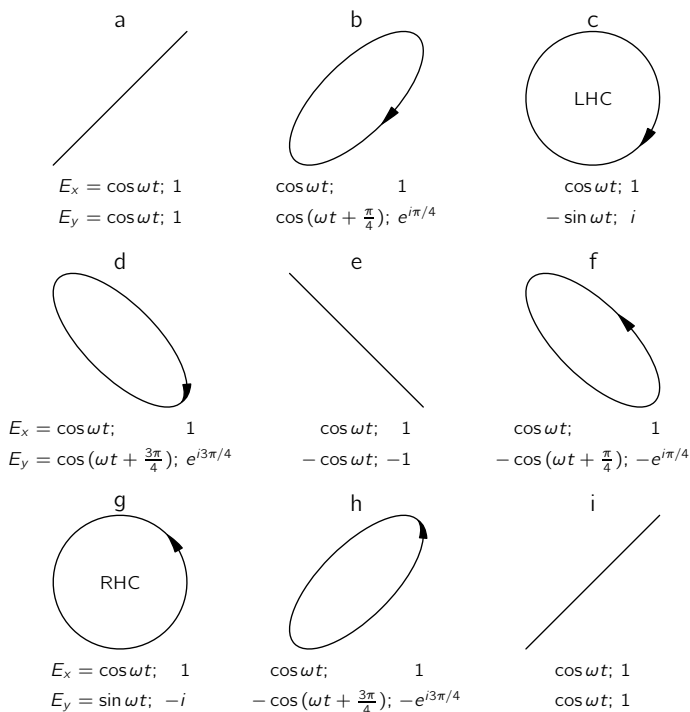 a b c
LHC
E_x = cos ωt; 1 cos ωt; 1 cos ωt; 1
E_y = cos ωt; 1 cos (ωt + π/4); e^{iπ/4} − sin ωt; i
d e f
E_x = cos ωt; 1 cos ωt; 1 cos ωt; 1
E_y = cos (ωt + 3π/4); e^{i3π/4} − cos ωt; −1 − cos (ωt + π/4); −e^{iπ/4}
g h i
RHC
E_x = cos ωt; 1 cos ωt; 1 cos ωt; 1
E_y = sin ωt; −i − cos (ωt + 3π/4); −e^{i3π/4} cos ωt; 1